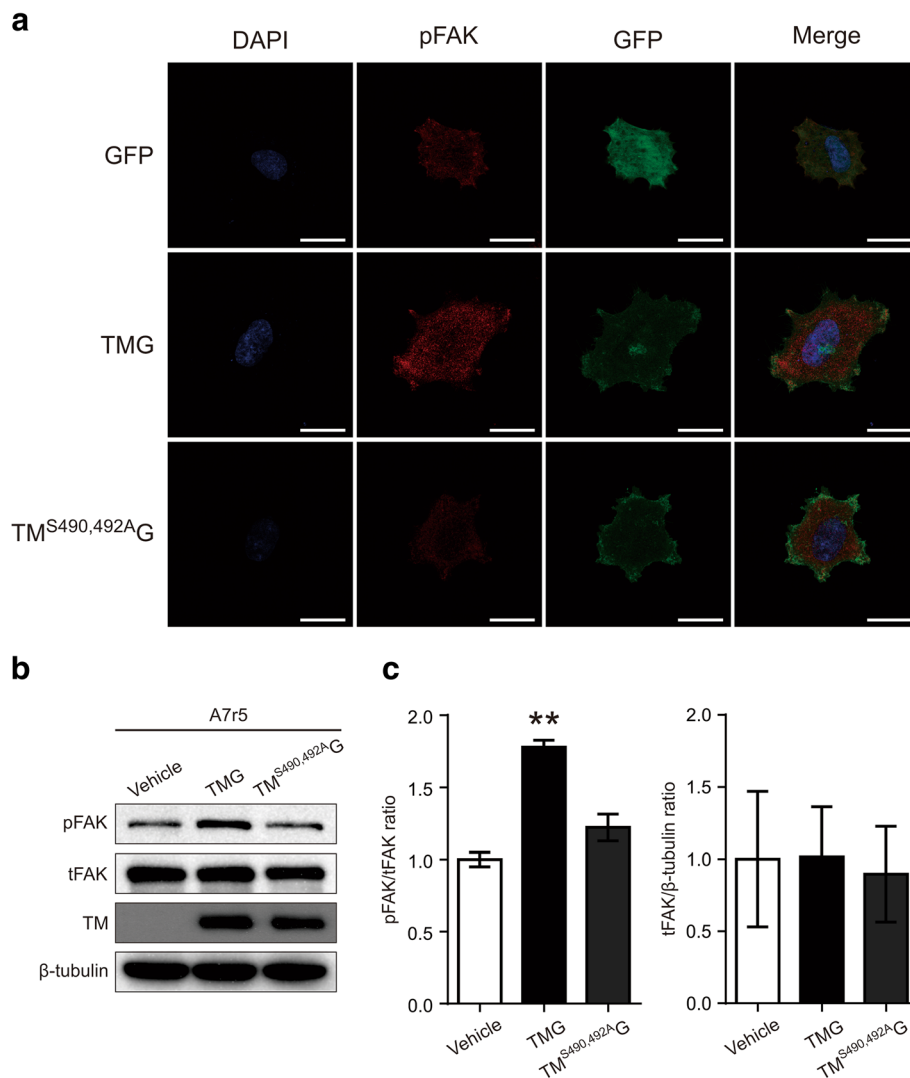 a
DAPI pFAK GFP Merge
GFP
TMG
TMS490,492AG
b
A7r5
Vehicle TMG TMS490,492AG
pFAK
tFAK
TM
β-tubulin
c
pFAK/tFAK ratio
2.0
1.5
1.0
0.5
0.0
**
Vehicle TMG TMS490,492AG
tFAK/β-tubulin ratio
2.0
1.5
1.0
0.5
0.0
Vehicle TMG TMS490,492AG